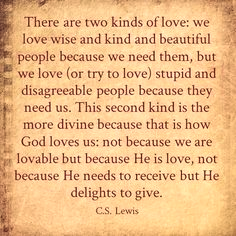 There are two kinds of love: we
love wise and kind and beautiful
people because we need them, but
we love (or try to love) stupid and
disagreeable people because they
need us. This second kind is the
more divine because that is how
God loves us: not because we are
lovable but because He is love, not
because He needs to receive but He
delights to give.
C.S. Lewis